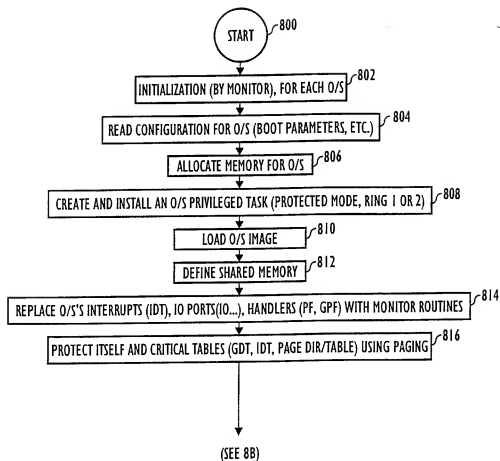 START
800
INITIALIZATION (BY MONITOR), FOR EACH O/S
802
READ CONFIGURATION FOR O/S (BOOT PARAMETERS, ETC.)
804
ALLOCATE MEMORY FOR O/S
806
CREATE AND INSTALL AN O/S PRIVILEGED TASK (PROTECTED MODE, RING 1 OR 2)
808
LOAD O/S IMAGE
810
DEFINE SHARED MEMORY
812
REPLACE O/S'S INTERRUPTS (IDT), IO PORTS(IO...), HANDLERS (PF, GPF) WITH MONITOR ROUTINES
814
PROTECT ITSELF AND CRITICAL TABLES (GDT, IDT, PAGE DIR/TABLE) USING PAGING
816
(SEE 8B)